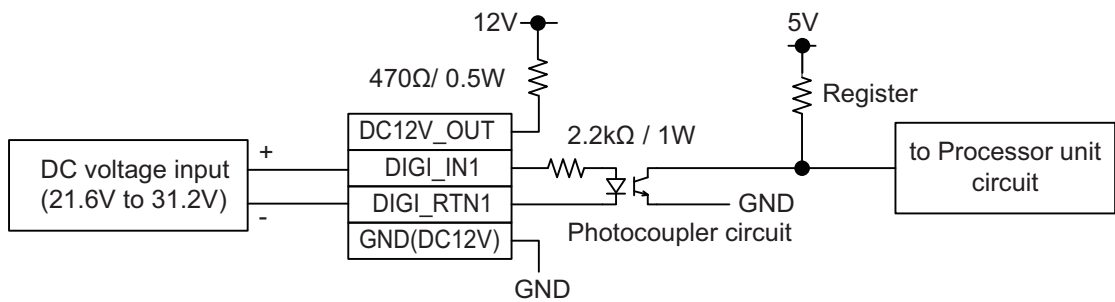 12V
5V
470Ω/ 0.5W
Register
DC12V_OUT
2.2kΩ / 1W
DC voltage input
(21.6V to 31.2V)
+
-
DIGI_IN1
DIGI_RTN1
GND(DC12V)
GND
Photocoupler circuit
GND
to Processor unit
circuit